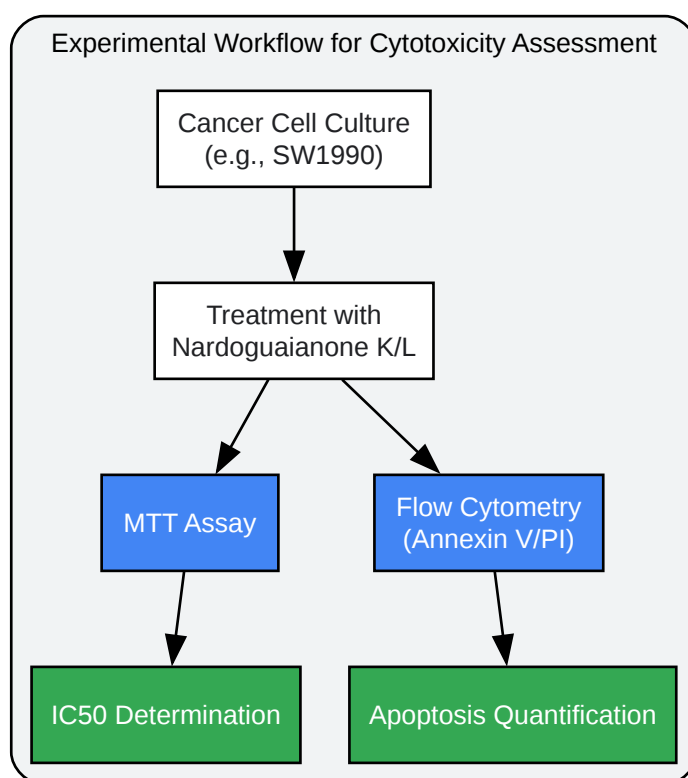 Experimental Workflow for Cytotoxicity Assessment
Cancer Cell Culture
(e.g., SW1990)
Treatment with
Nardoguaianone K/L
MTT Assay
Flow Cytometry
(Annexin V/PI)
IC50 Determination
Apoptosis Quantification